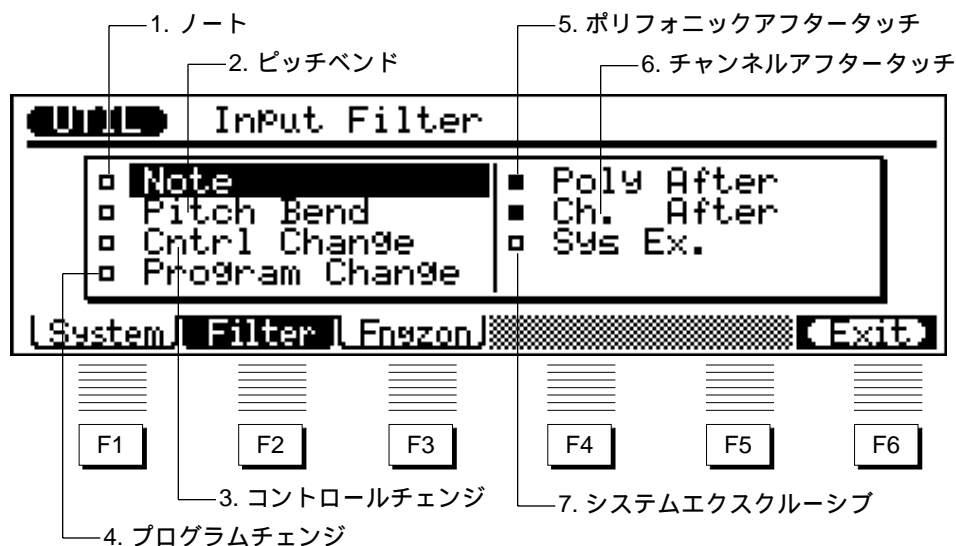 1. ノート
5. ポリフォニックアフタータッチ
2. ピッチベンド
6. チャンネルアフタータッチ
UTIL Input Filter
Note
Poly After
Pitch Bend
Ch. After
Cntrl Change
Sys Ex.
Program Change
System Filter Fngzon Exit
F1 F2 F3 F4 F5 F6
3. コントロールチェンジ
7. システムエクスクルーシブ
4. プログラムチェンジ